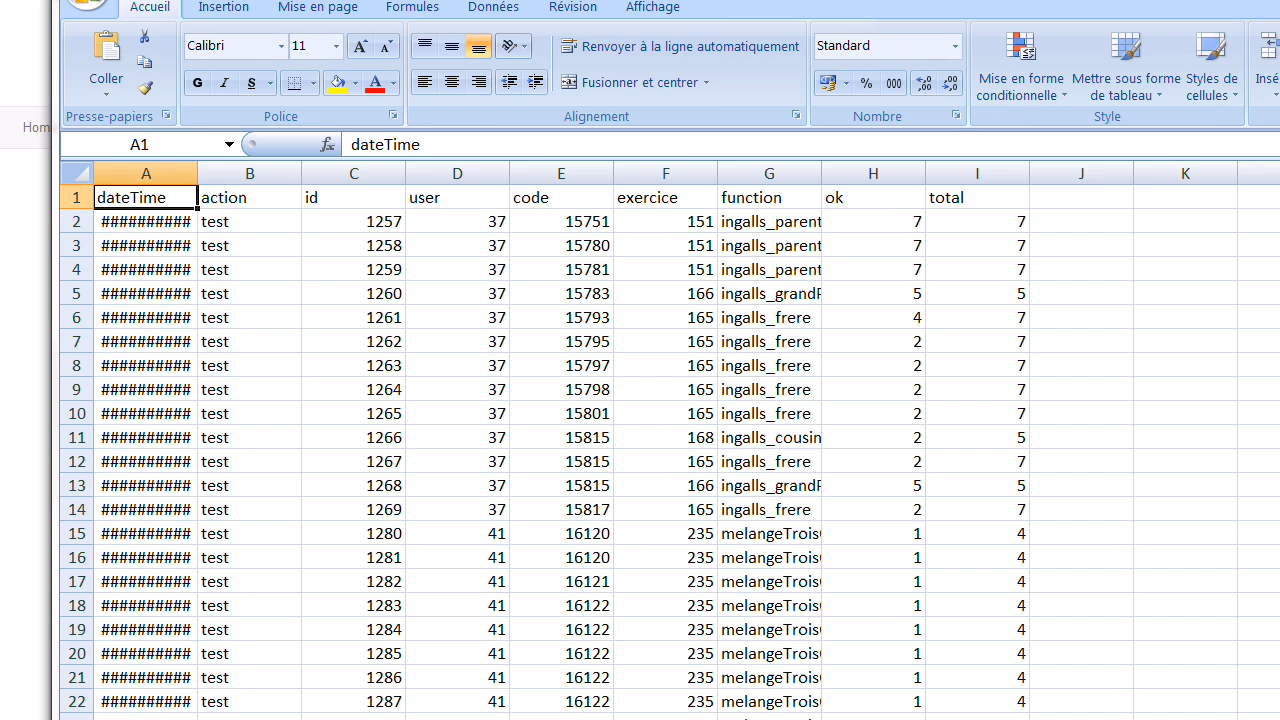 Accueil Insertion Mise en page Formules Données Révision Affichage
Calibri 11 Renvoyer à la ligne automatiquement Standard
Coller G I S A Fusionner et centrer % 000 Mise en forme conditionnelle Mettre sous forme de tableau Styles de cellules
Presse-papiers Police Alignement Nombre Style
A1 fx dateTime
A B C D E F G H I J K
1 dateTime action id user code exercice function ok total
2 ########## test 1257 37 15751 151 ingalls_parent 7 7
3 ########## test 1258 37 15780 151 ingalls_parent 7 7
4 ########## test 1259 37 15781 151 ingalls_parent 7 7
5 ########## test 1260 37 15783 166 ingalls_grandP 5 5
6 ########## test 1261 37 15793 165 ingalls_frere 4 7
7 ########## test 1262 37 15795 165 ingalls_frere 2 7
8 ########## test 1263 37 15797 165 ingalls_frere 2 7
9 ########## test 1264 37 15798 165 ingalls_frere 2 7
10 ########## test 1265 37 15801 165 ingalls_frere 2 7
11 ########## test 1266 37 15815 168 ingalls_cousin 2 5
12 ########## test 1267 37 15815 165 ingalls_frere 2 7
13 ########## test 1268 37 15815 166 ingalls_grandP 5 5
14 ########## test 1269 37 15817 165 ingalls_frere 2 7
15 ########## test 1280 41 16120 235 melangeTrois 1 4
16 ########## test 1281 41 16120 235 melangeTrois 1 4
17 ########## test 1282 41 16121 235 melangeTrois 1 4
18 ########## test 1283 41 16122 235 melangeTrois 1 4
19 ########## test 1284 41 16122 235 melangeTrois 1 4
20 ########## test 1285 41 16122 235 melangeTrois 1 4
21 ########## test 1286 41 16122 235 melangeTrois 1 4
22 ########## test 1287 41 16122 235 melangeTrois 1 4